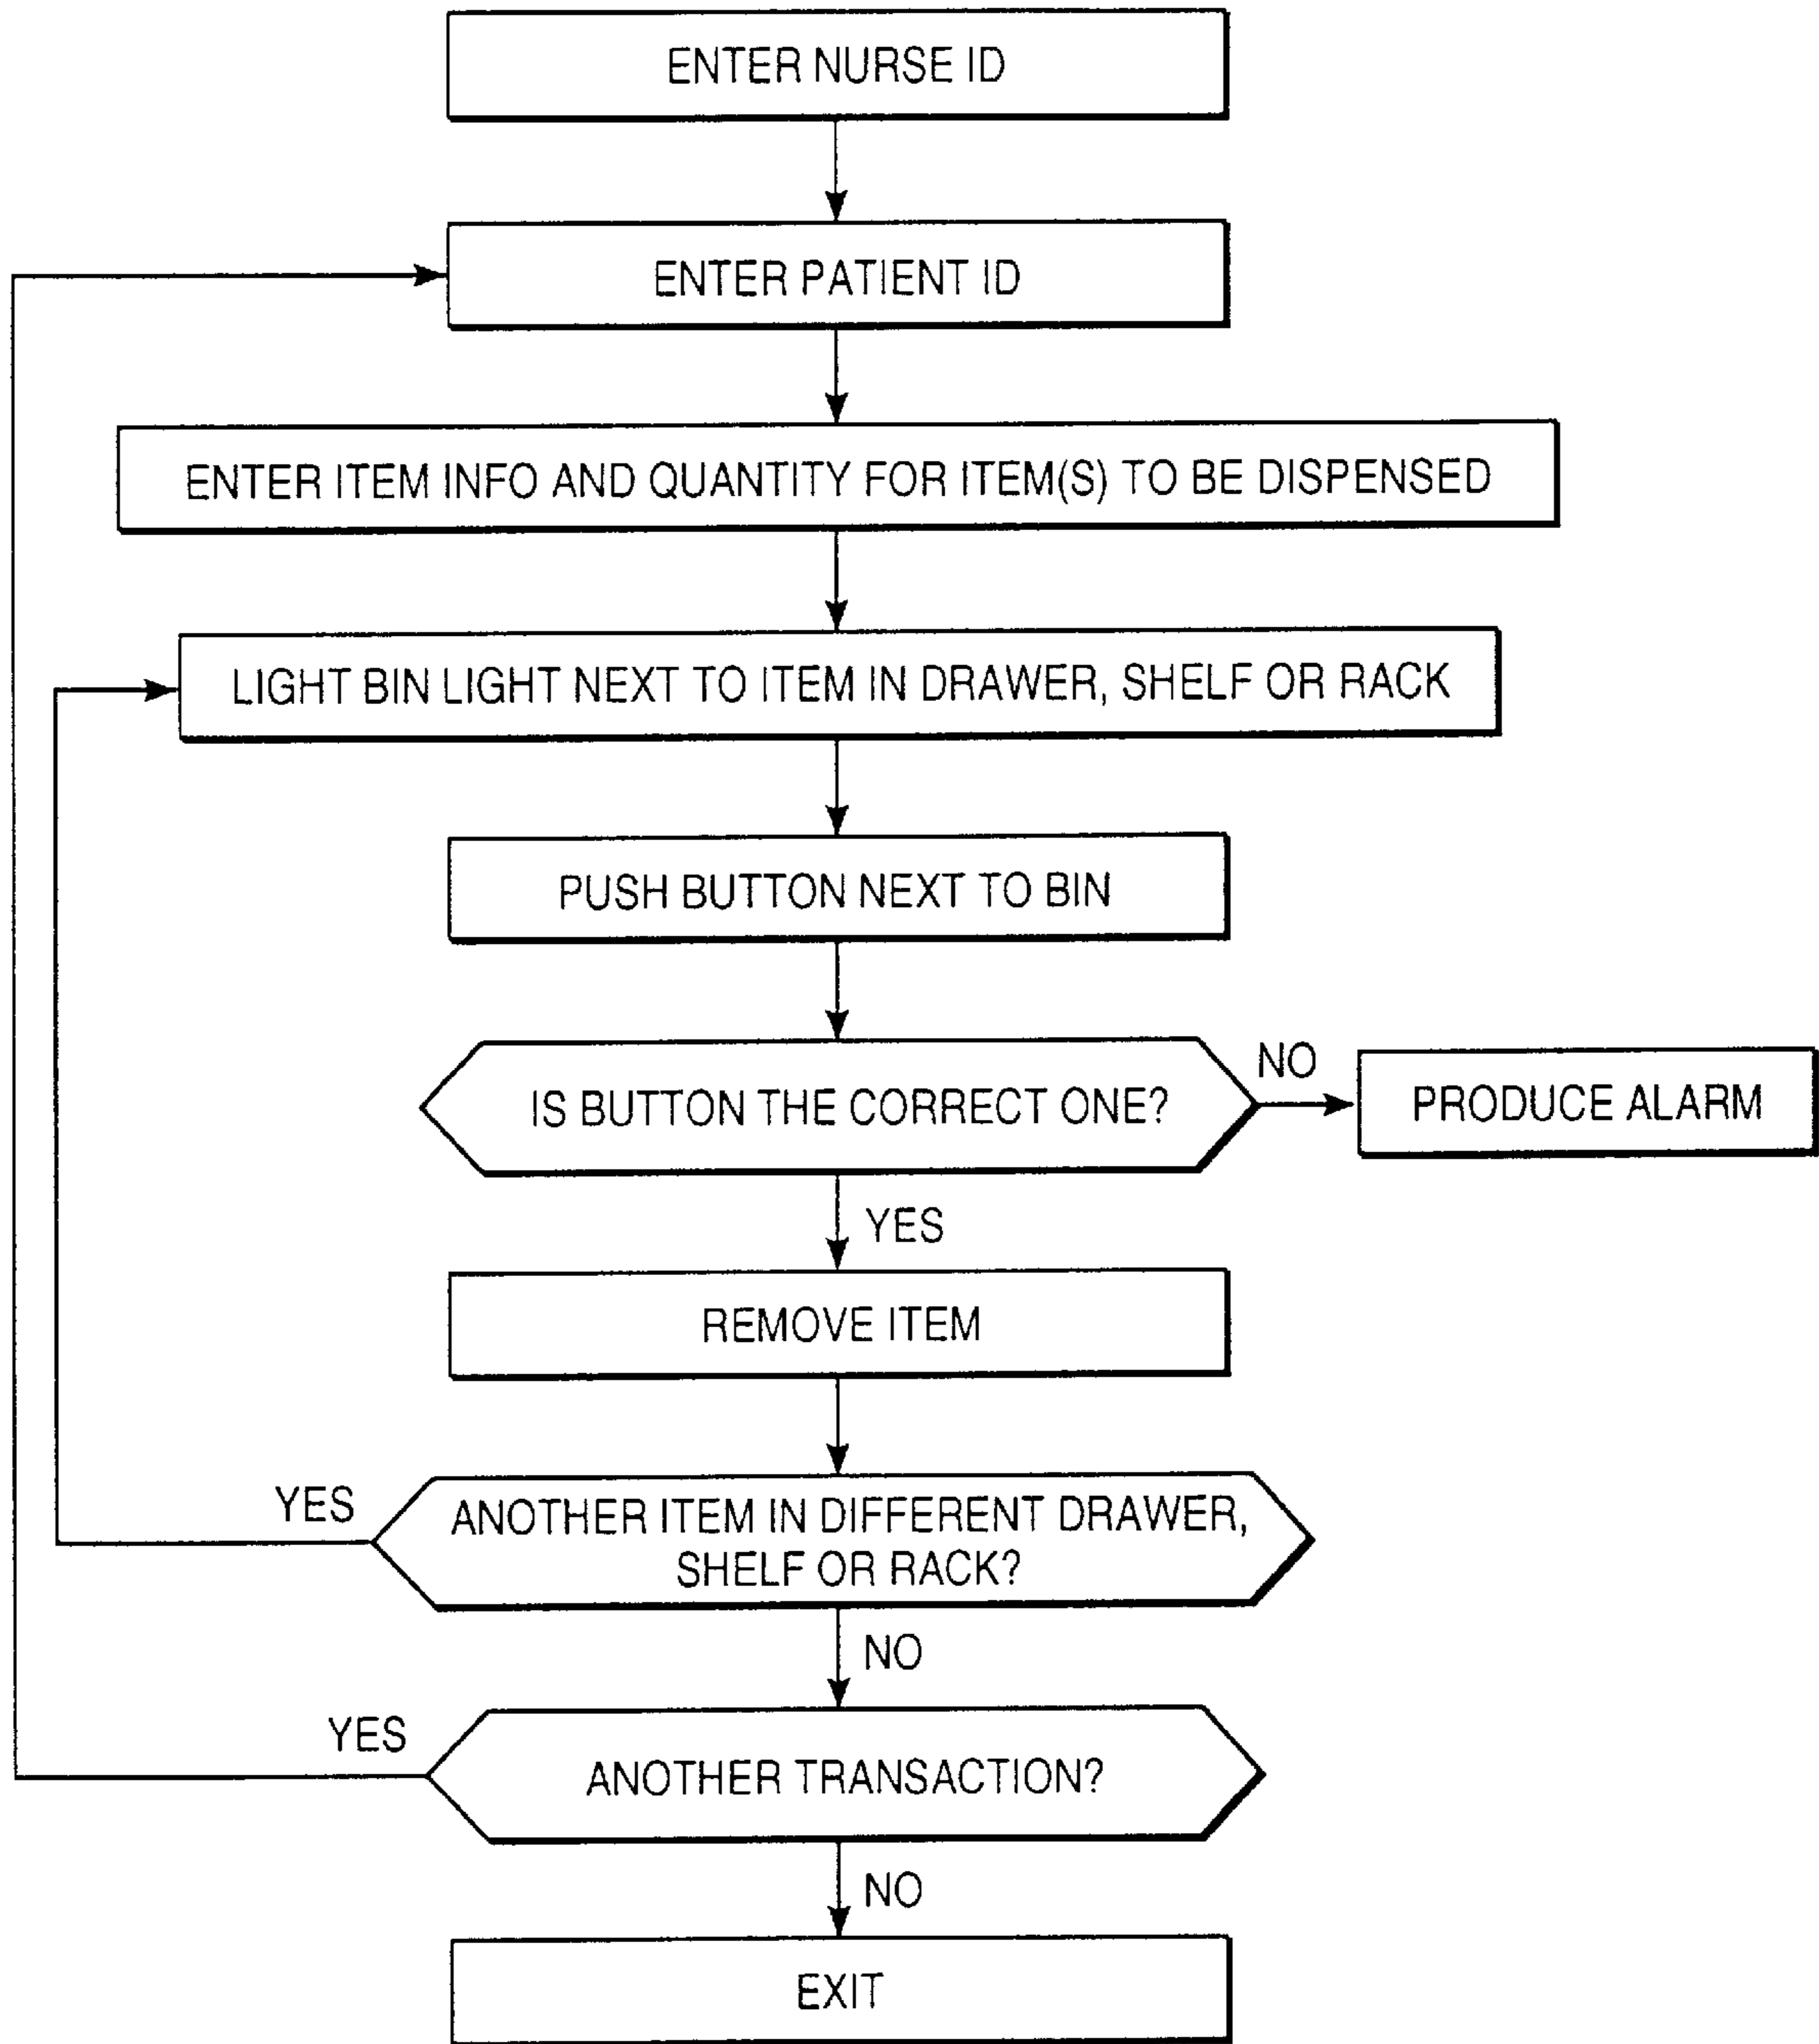 ENTER NURSE ID
ENTER PATIENT ID
ENTER ITEM INFO AND QUANTITY FOR ITEM(S) TO BE DISPENSED
LIGHT BIN LIGHT NEXT TO ITEM IN DRAWER, SHELF OR RACK
PUSH BUTTON NEXT TO BIN
IS BUTTON THE CORRECT ONE?
NO
PRODUCE ALARM
YES
REMOVE ITEM
YES
ANOTHER ITEM IN DIFFERENT DRAWER,
SHELF OR RACK?
NO
YES
ANOTHER TRANSACTION?
NO
EXIT